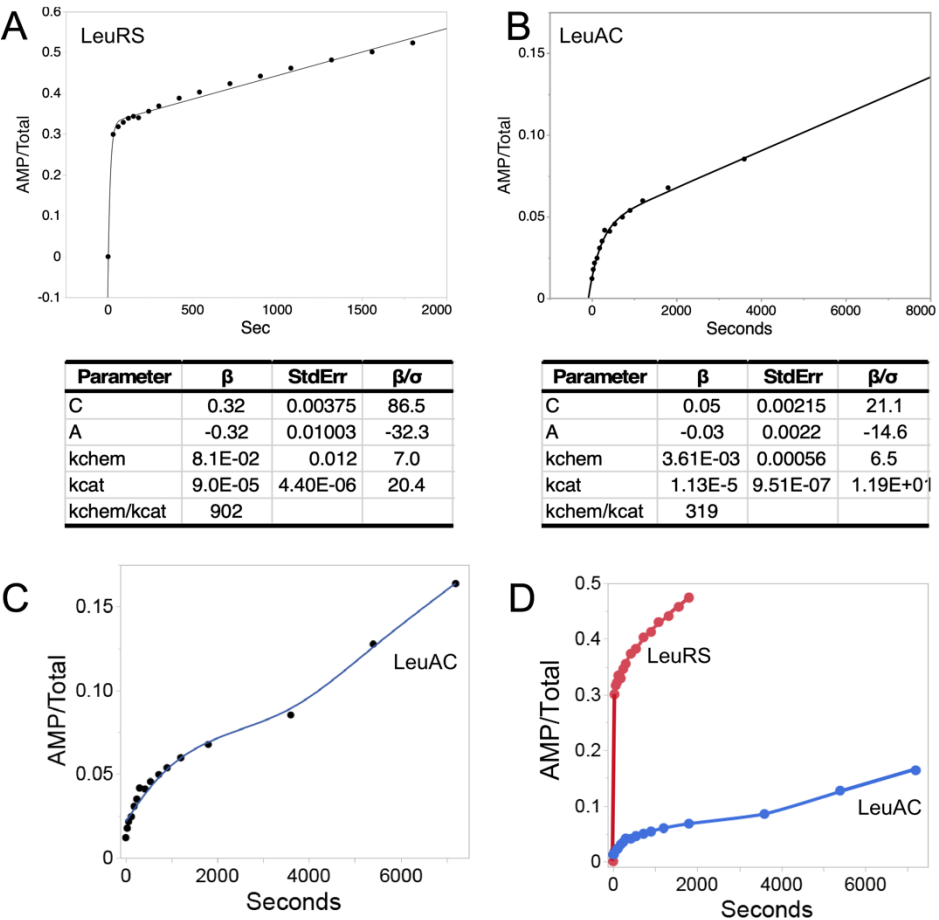 A
LeuRS
0.6
0.5
0.4
0.3
0.2
0.1
0
-0.1
AMP/Total
0
500
1000
1500
2000
Sec
B
LeuAC
0.15
0.10
0.05
0
AMP/Total
0
2000
4000
6000
8000
Seconds
Parameter β StdErr β/σ
C 0.32 0.00375 86.5
A -0.32 0.01003 -32.3
kchem 8.1E-02 0.012 7.0
kcat 9.0E-05 4.40E-06 20.4
kchem/kcat 902
Parameter β StdErr β/σ
C 0.05 0.00215 21.1
A -0.03 0.0022 -14.6
kchem 3.61E-03 0.00056 6.5
kcat 1.13E-5 9.51E-07 1.19E+01
kchem/kcat 319
C
LeuAC
0.15
0.10
0.05
0
AMP/Total
0
2000
4000
6000
Seconds
D
LeuRS
LeuAC
0.5
0.4
0.3
0.2
0.1
0
AMP/Total
0
2000
4000
6000
Seconds